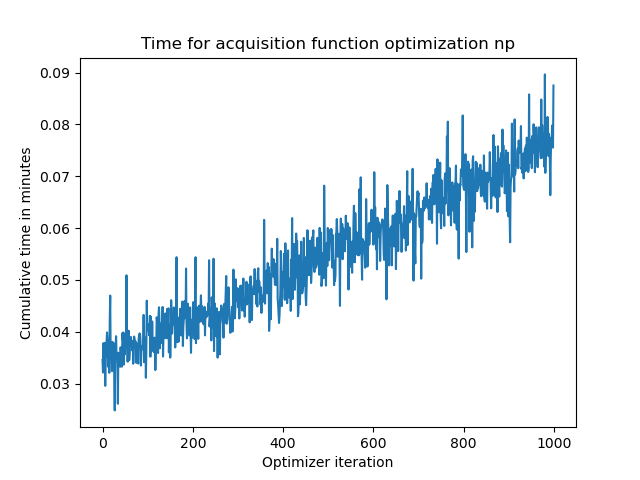 Time for acquisition function optimization np
0.09
0.08
0.07
0.06
0.05
0.04
0.03
Cumulative time in minutes
0 200 400 600 800 1000
Optimizer iteration